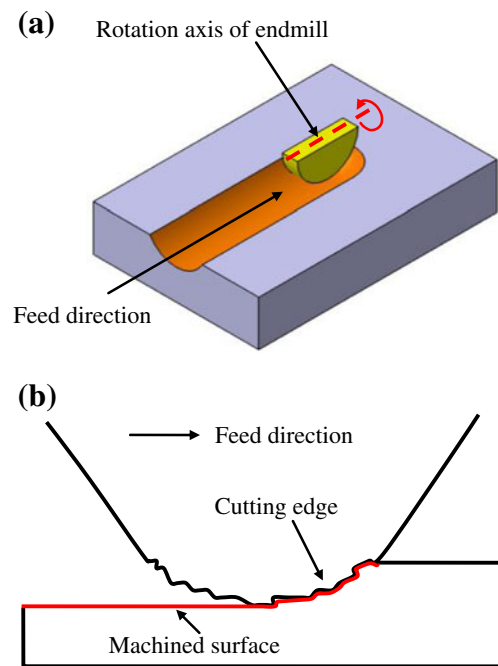 (a)
Rotation axis of endmill
Feed direction
(b)
Feed direction
Cutting edge
Machined surface